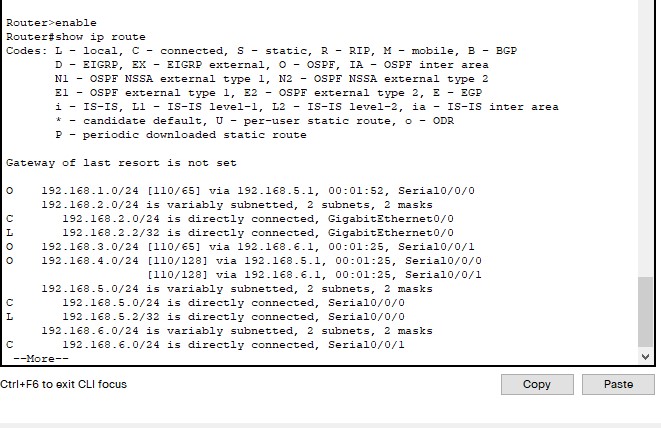 Router>enable
Router#show ip route
Codes: L - local, C - connected, S - static, R - RIP, M - mobile, B - BGP
       D - EIGRP, EX - EIGRP external, O - OSPF, IA - OSPF inter area
       N1 - OSPF NSSA external type 1, N2 - OSPF NSSA external type 2
       E1 - OSPF external type 1, E2 - OSPF external type 2, E - EGP
       i - IS-IS, L1 - IS-IS level-1, L2 - IS-IS level-2, ia - IS-IS inter area
       * - candidate default, U - per-user static route, o - ODR
       P - periodic downloaded static route

Gateway of last resort is not set

O    192.168.1.0/24 [110/65] via 192.168.5.1, 00:01:52, Serial0/0/0
     192.168.2.0/24 is variably subnetted, 2 subnets, 2 masks
C       192.168.2.0/24 is directly connected, GigabitEthernet0/0
L       192.168.2.2/32 is directly connected, GigabitEthernet0/0
O    192.168.3.0/24 [110/65] via 192.168.6.1, 00:01:25, Serial0/0/1
O    192.168.4.0/24 [110/128] via 192.168.5.1, 00:01:25, Serial0/0/0
                    [110/128] via 192.168.6.1, 00:01:25, Serial0/0/1
     192.168.5.0/24 is variably subnetted, 2 subnets, 2 masks
C       192.168.5.0/24 is directly connected, Serial0/0/0
L       192.168.5.2/32 is directly connected, Serial0/0/0
     192.168.6.0/24 is variably subnetted, 2 subnets, 2 masks
C       192.168.6.0/24 is directly connected, Serial0/0/1
 --More--
Ctrl+F6 to exit CLI focus
Copy
Paste